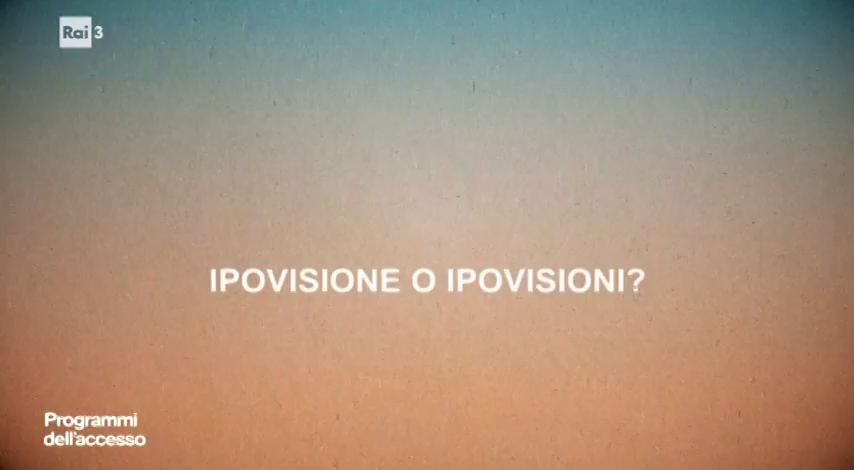 Rai 3
IPOVISIONE O IPOVISIONI?
Programmi
dell'accesso